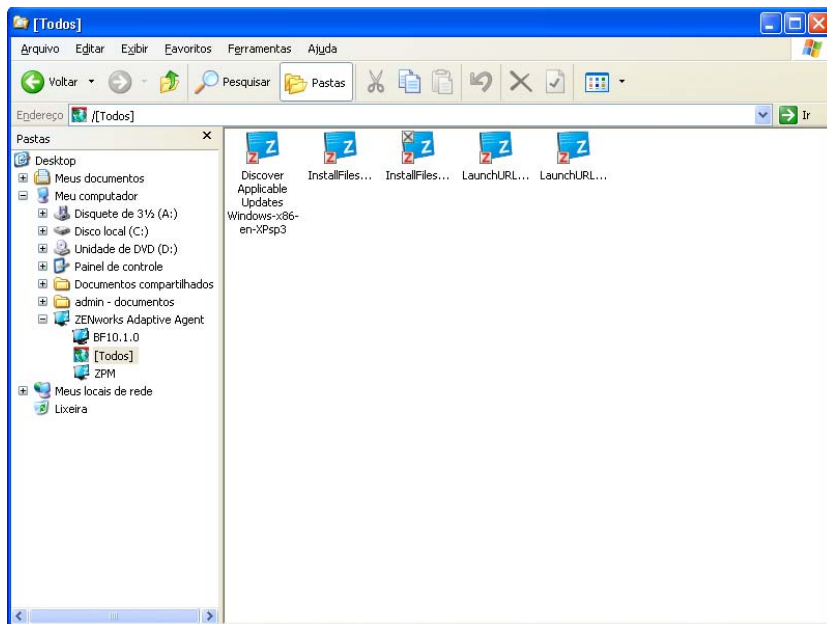 [Todos]
Arquivo Editar Exibir Favoritos Ferramentas Ajuda
Voltar Pesquisar Pastas
Endereço /[Todos] Ir
Pastas
Desktop
Meus documentos
Meu computador
Disquete de 3½ (A:)
Disco local (C:)
Unidade de DVD (D:)
Painel de controle
Documentos compartilhados
admin - documentos
ZENworks Adaptive Agent
BF10.1.0
[Todos]
ZPM
Meus locais de rede
Lixeira
Discover
Applicable
Updates
Windows-x86-
en-XPsp3
InstallFiles...
InstallFiles...
LaunchURL...
LaunchURL...